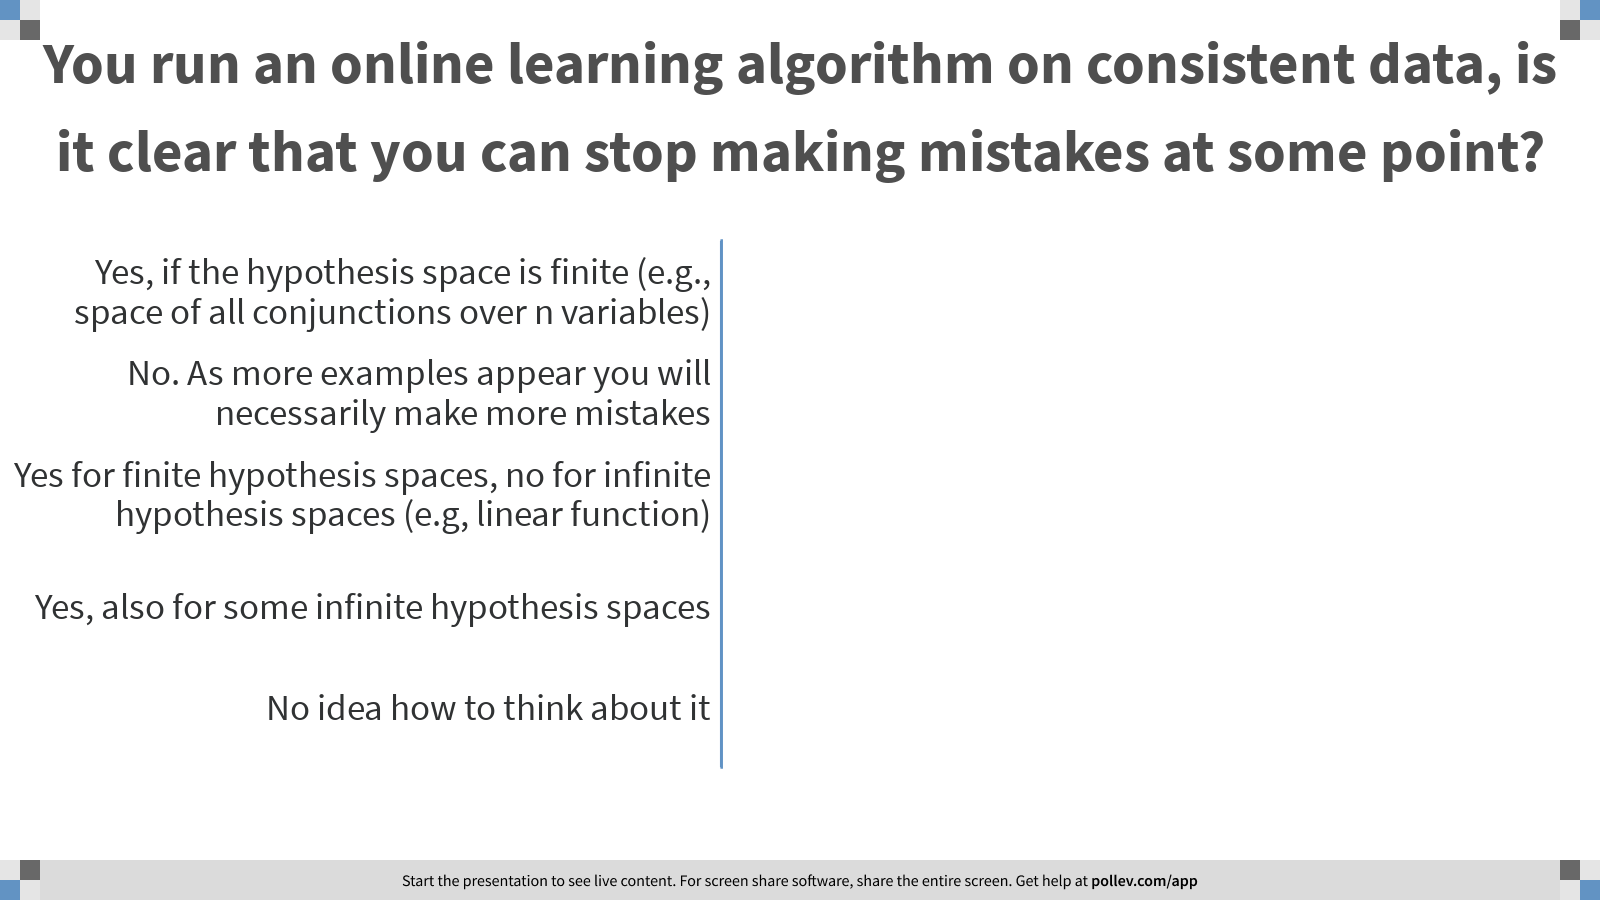 You run an online learning algorithm on consistent data, is
it clear that you can stop making mistakes at some point?
Yes, if the hypothesis space is finite (e.g.,
space of all conjunctions over n variables)
No. As more examples appear you will
necessarily make more mistakes
Yes for finite hypothesis spaces, no for infinite
hypothesis spaces (e.g, linear function)
Yes, also for some infinite hypothesis spaces
No idea how to think about it
Start the presentation to see live content. For screen share software, share the entire screen. Get help at pollev.com/app